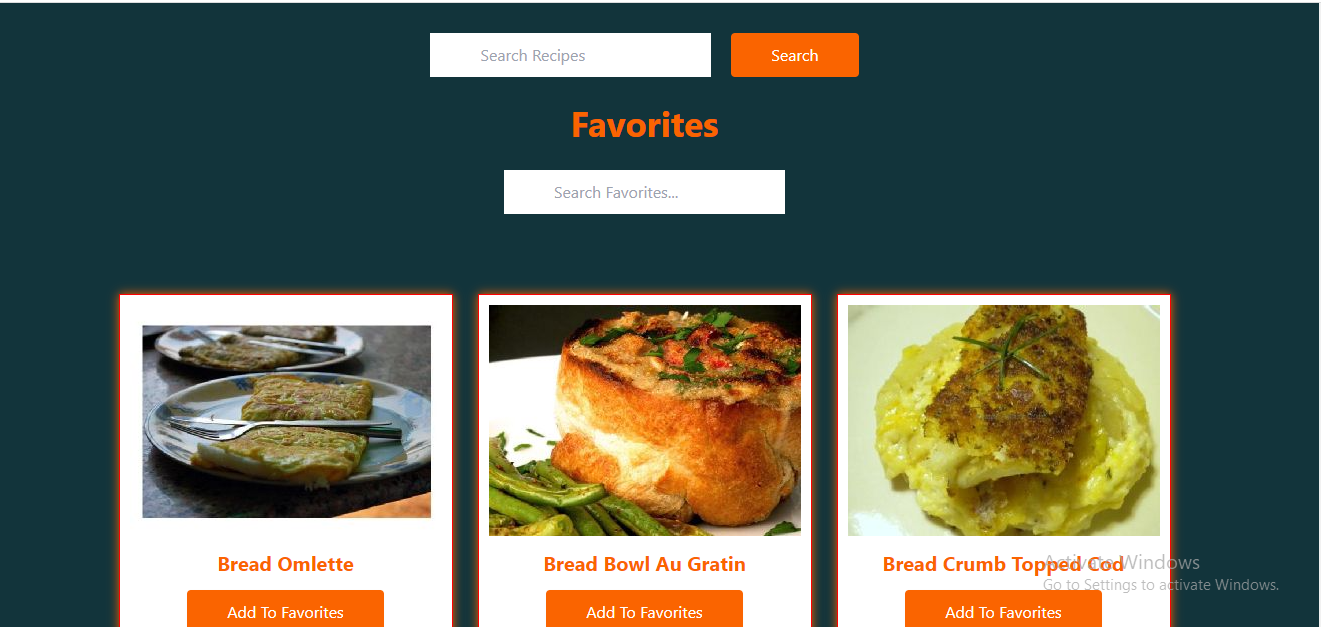 Search Recipes
Search
Favorites
Search Favorites...
Bread Omlette
Bread Bowl Au Gratin
Bread Crumb Topped Cod
Activate Windows
Go to Settings to activate Windows.
Add To Favorites
Add To Favorites
Add To Favorites